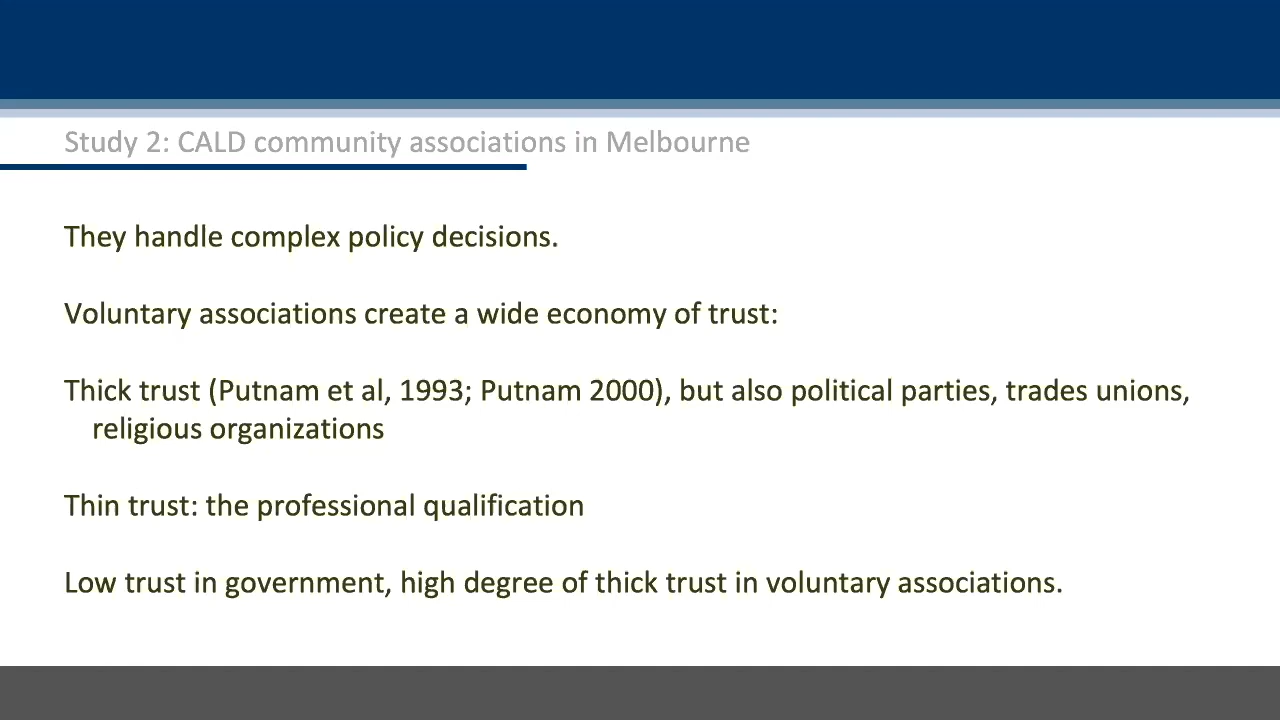 Study 2: CALD community associations in Melbourne
They handle complex policy decisions.
Voluntary associations create a wide economy of trust:
Thick trust (Putnam et al, 1993; Putnam 2000), but also political parties, trades unions,
religious organizations
Thin trust: the professional qualification
Low trust in government, high degree of thick trust in voluntary associations.